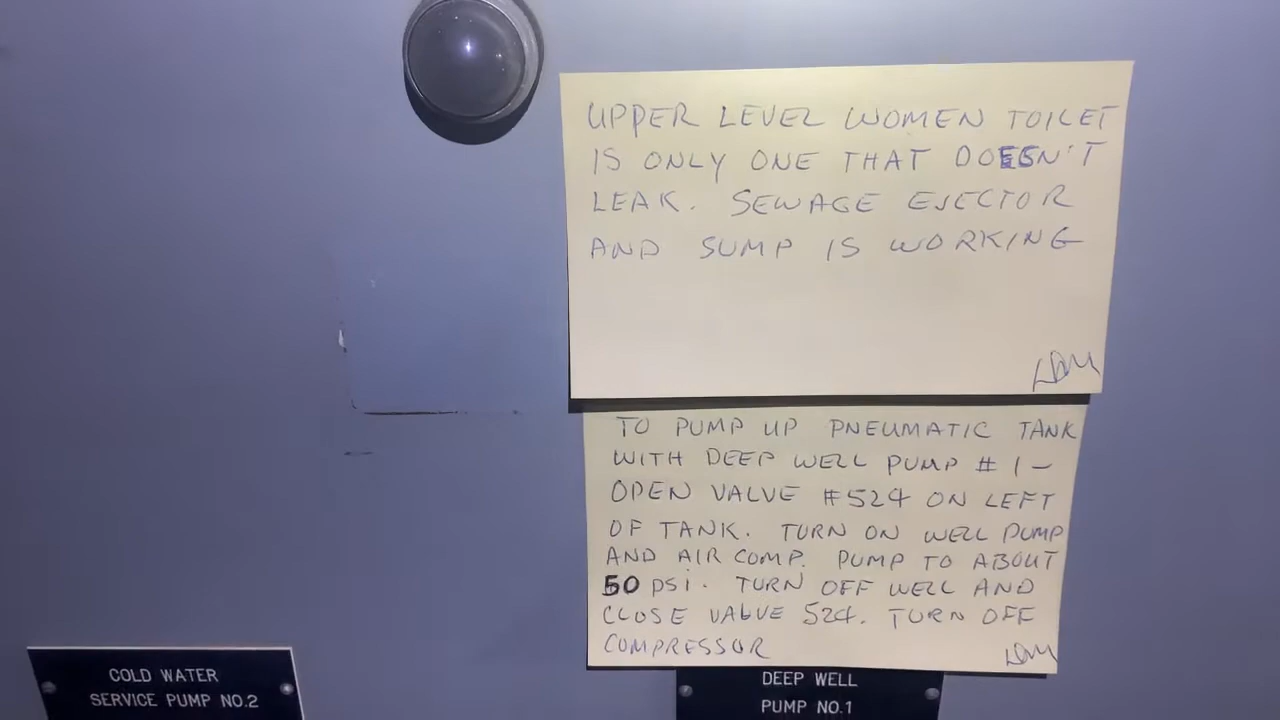 UPPER LEVEL WOMEN TOILET
IS ONLY ONE THAT DOESN'T
LEAK. SEWAGE EJECTOR
AND SUMP IS WORKING
TO PUMP UP PNEUMATIC TANK
WITH DEEP WELL PUMP #1-
OPEN VALVE #524 ON LEFT
OF TANK. TURN ON WELL PUMP
AND AIR COMP. PUMP TO ABOUT
50 PSi. TURN OFF WELL AND
CLOSE VALVE 524. TURN OFF
COMPRESSOR
COLD WATER
SERVICE PUMP NO.2
DEEP WELL
PUMP NO.1